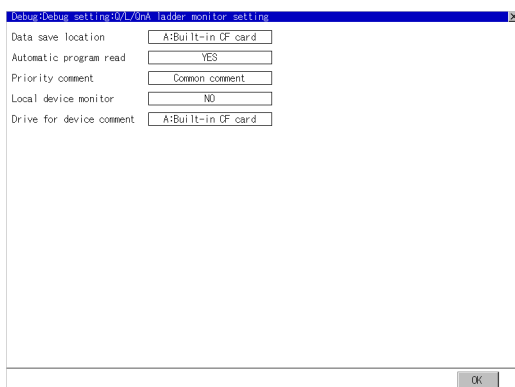 Debug:Debug setting:Q/L/QnA ladder monitor setting
Data save location A:Built-in CF card
Automatic program read YES
Priority comment Common comment
Local device monitor NO
Drive for device comment A:Built-in CF card
OK